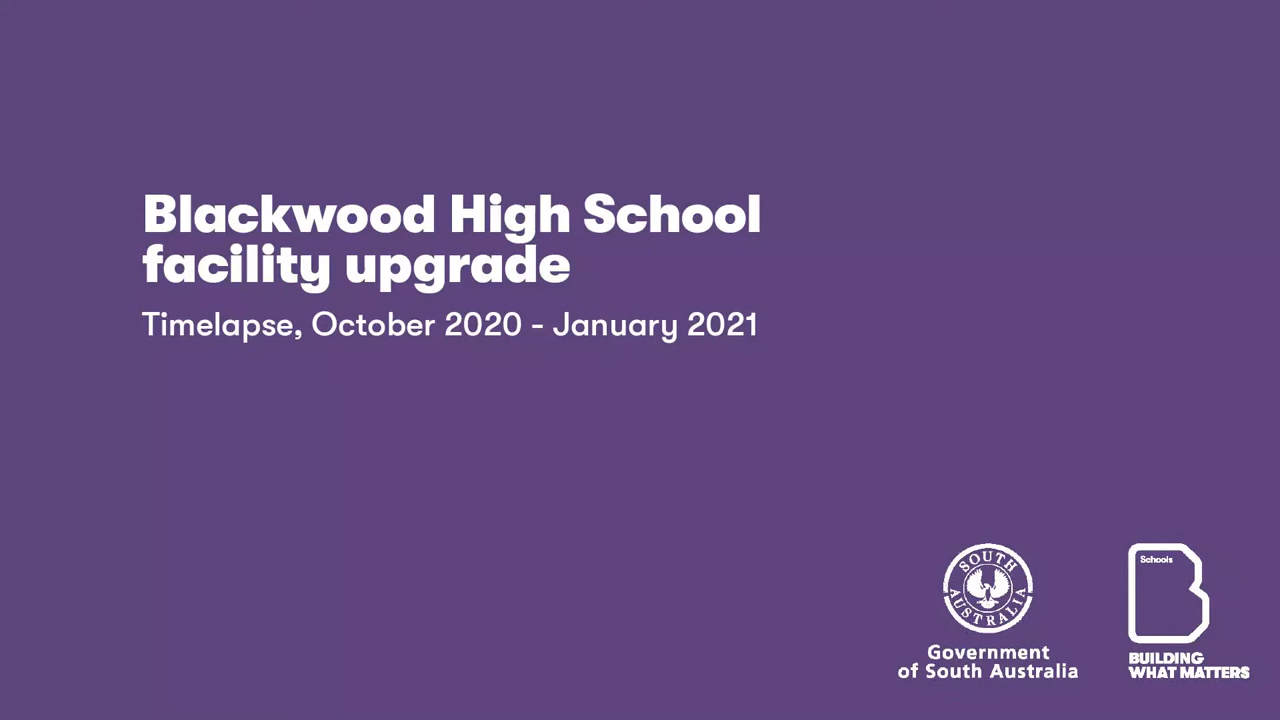 Blackwood High School
facility upgrade
Timelapse, October 2020 - January 2021
SOUTH
AUSTRALIA
Government
of South Australia
Schools
BUILDING
WHAT MATTERS